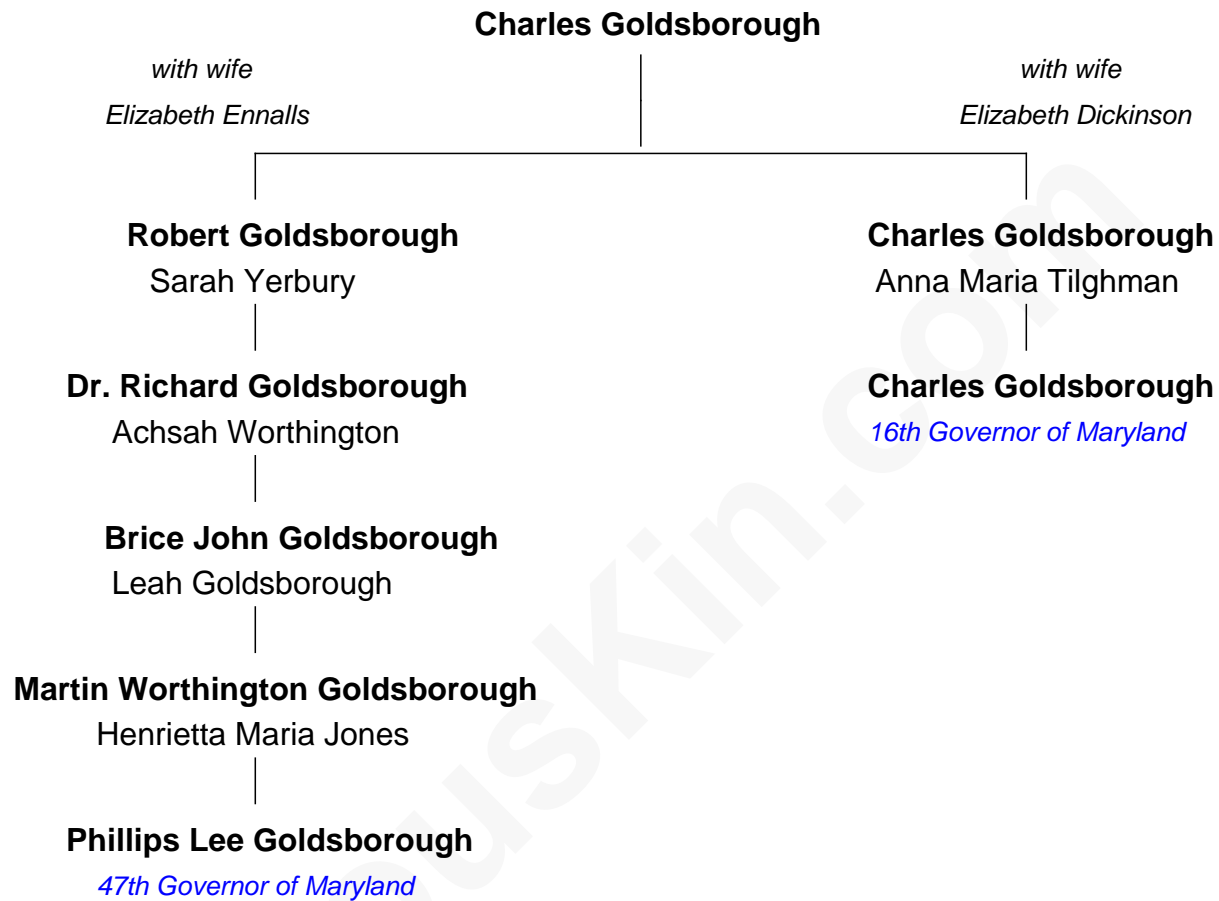 Charles Goldsborough
with wife
Elizabeth Ennalls
with wife
Elizabeth Dickinson
Robert Goldsborough
Sarah Yerbury
Charles Goldsborough
Anna Maria Tilghman
Dr. Richard Goldsborough
Achsah Worthington
Charles Goldsborough
16th Governor of Maryland
Brice John Goldsborough
Leah Goldsborough
Martin Worthington Goldsborough
Henrietta Maria Jones
Phillips Lee Goldsborough
47th Governor of Maryland